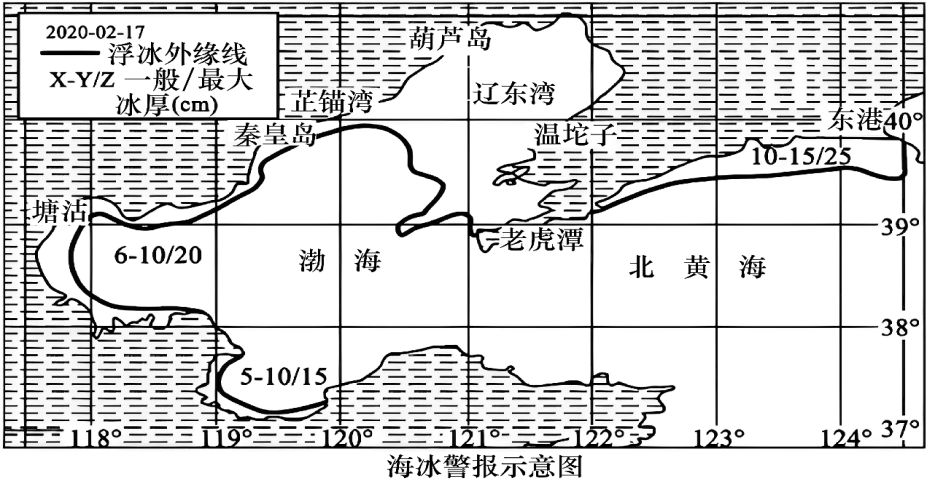 2020-02-17
浮冰外缘线
X-Y/Z 一般/最大
冰厚(cm)
葫芦岛
辽东湾
芷锚湾
秦皇岛
温坨子
东港
40°
10-15/25
塘沽
39°
老虎潭
6-10/20
渤 海
北 黄 海
38°
5-10/15
37°
118° 119° 120° 121° 122° 123° 124°
海冰警报示意图